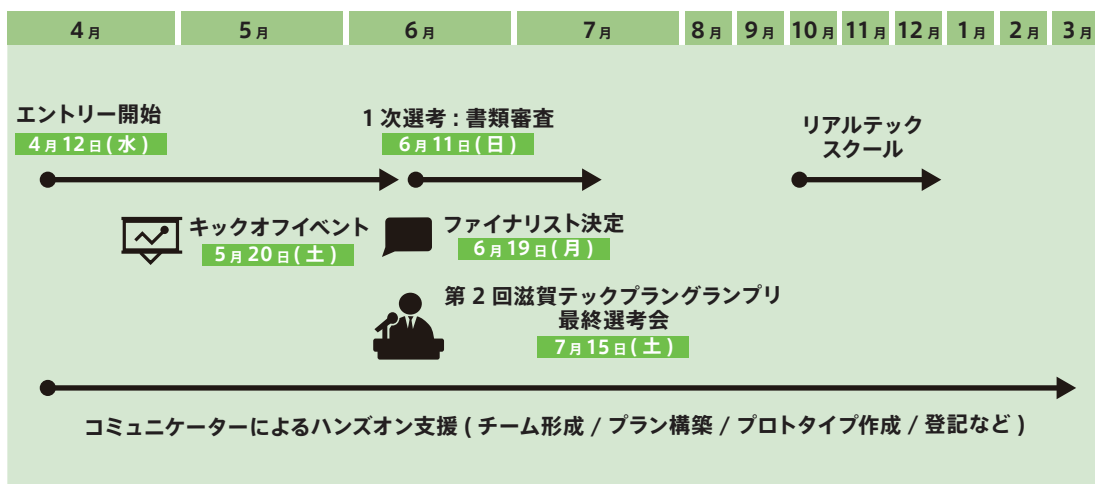 4月 5月 6月 7月 8月 9月 10月 11月 12月 1月 2月 3月
エントリー開始
4月12日(水)
1次選考:書類審査
6月11日(日)
リアルテック
スクール
キックオフイベント
5月20日(土)
ファイナリスト決定
6月19日(月)
第2回滋賀テックプラングランプリ
最終選考会
7月15日(土)
コミュニケーターによるハンズオン支援(チーム形成/プラン構築/プロトタイプ作成/登記など)